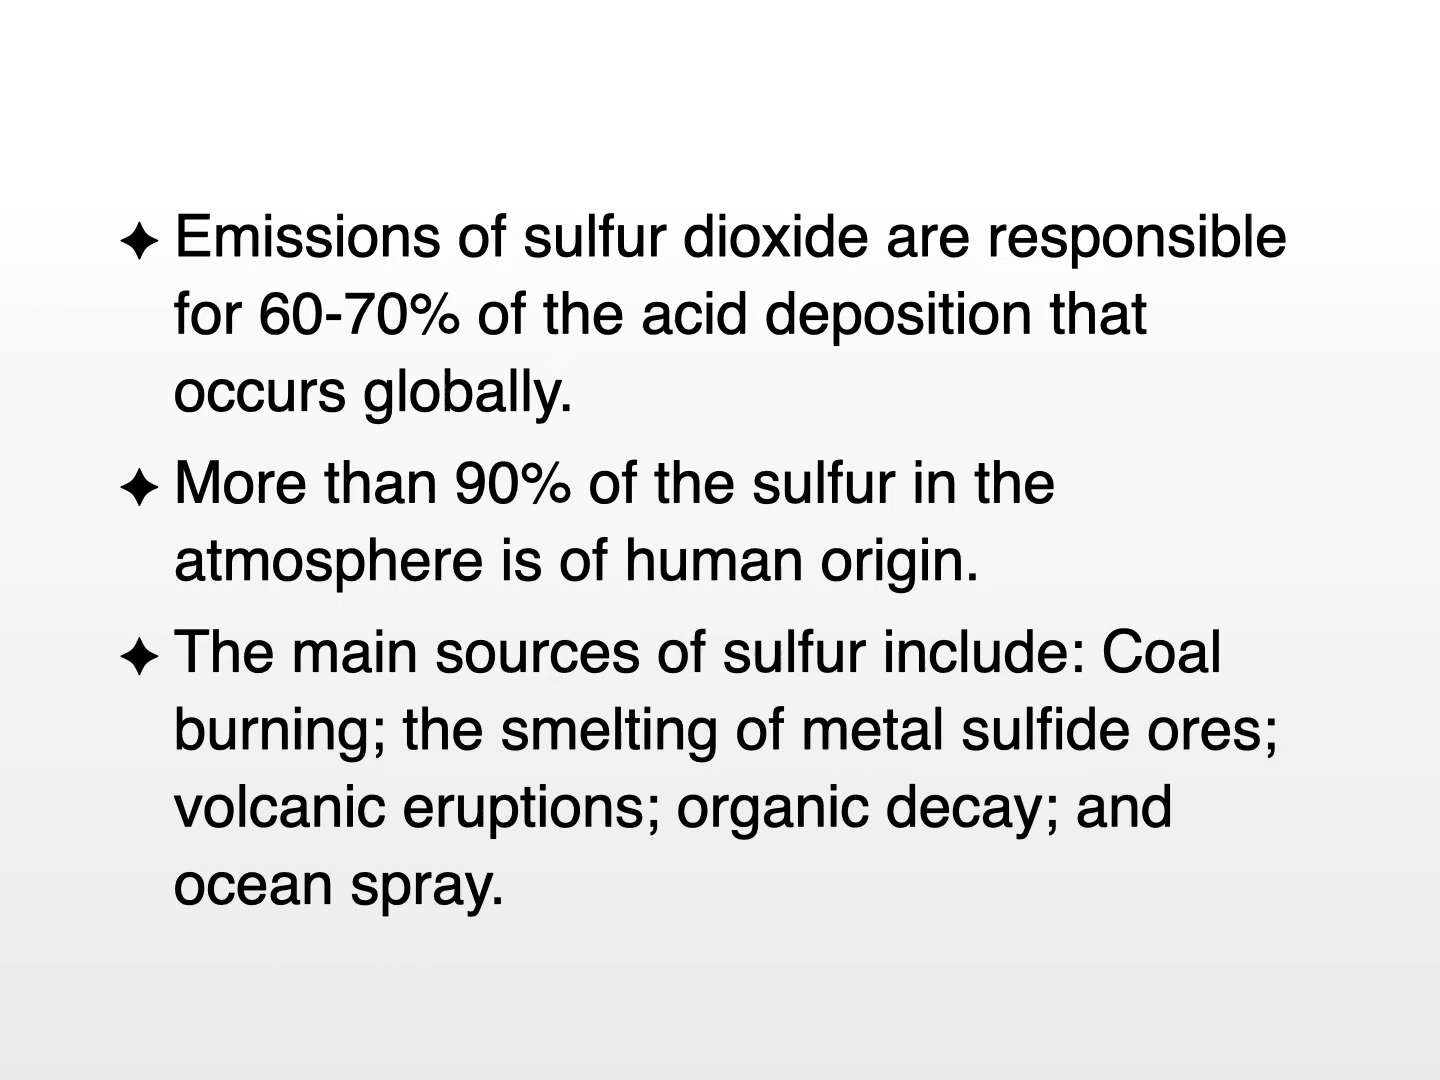 ✦ Emissions of sulfur dioxide are responsible
for 60-70% of the acid deposition that
occurs globally.
✦ More than 90% of the sulfur in the
atmosphere is of human origin.
✦ The main sources of sulfur include: Coal
burning; the smelting of metal sulfide ores;
volcanic eruptions; organic decay; and
ocean spray.